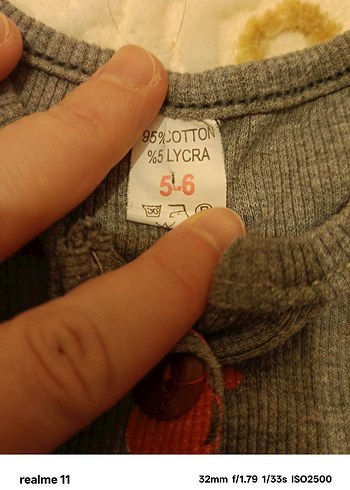 95% COTTON
%5 LYCRA
5-6
realme 11
32mm f/1.79 1/33s ISO2500